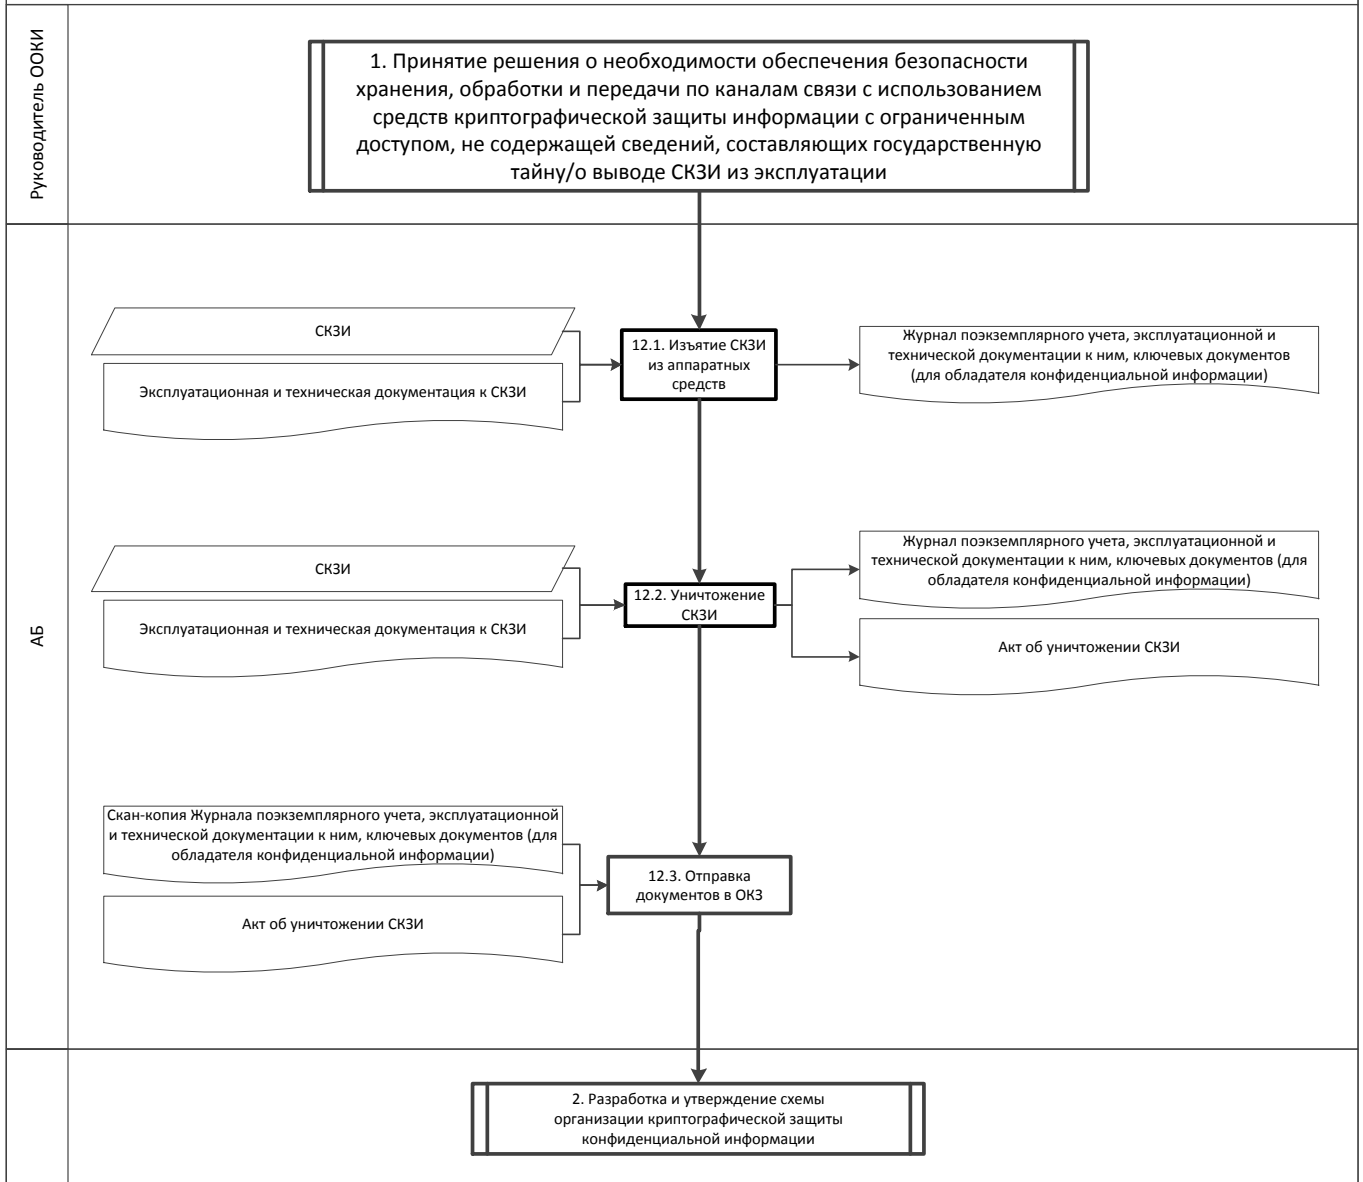 Руководитель ООКИ
1. Принятие решения о необходимости обеспечения безопасности
хранения, обработки и передачи по каналам связи с использованием
средств криптографической защиты информации с ограниченным
доступом, не содержащей сведений, составляющих государственную
тайну/о выводе СКЗИ из эксплуатации
АБ
СКЗИ
Эксплуатационная и техническая документация к СКЗИ
12.1. Изъятие СКЗИ
из аппаратных
средств
Журнал поэкземплярного учета, эксплуатационной и
технической документации к ним, ключевых документов
(для обладателя конфиденциальной информации)
СКЗИ
Эксплуатационная и техническая документация к СКЗИ
12.2. Уничтожение
СКЗИ
Журнал поэкземплярного учета, эксплуатационной и
технической документации к ним, ключевых документов (для
обладателя конфиденциальной информации)
Акт об уничтожении СКЗИ
Скан-копия Журнала поэкземплярного учета, эксплуатационной
и технической документации к ним, ключевых документов (для
обладателя конфиденциальной информации)
Акт об уничтожении СКЗИ
12.3. Отправка
документов в ОКЗ
2. Разработка и утверждение схемы
организации криптографической защиты
конфиденциальной информации